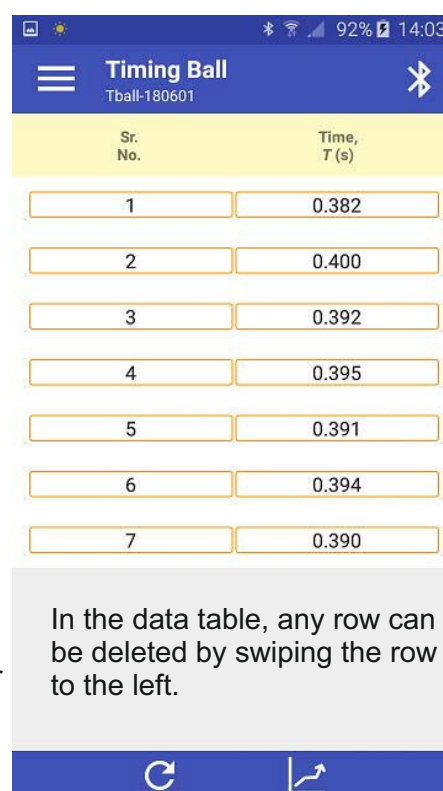 92% 14:03
Timing Ball
Tball-180601
Sr. No. Time, T (s)
1 0.382
2 0.400
3 0.392
4 0.395
5 0.391
6 0.394
7 0.390
In the data table, any row can
be deleted by swiping the row
to the left.